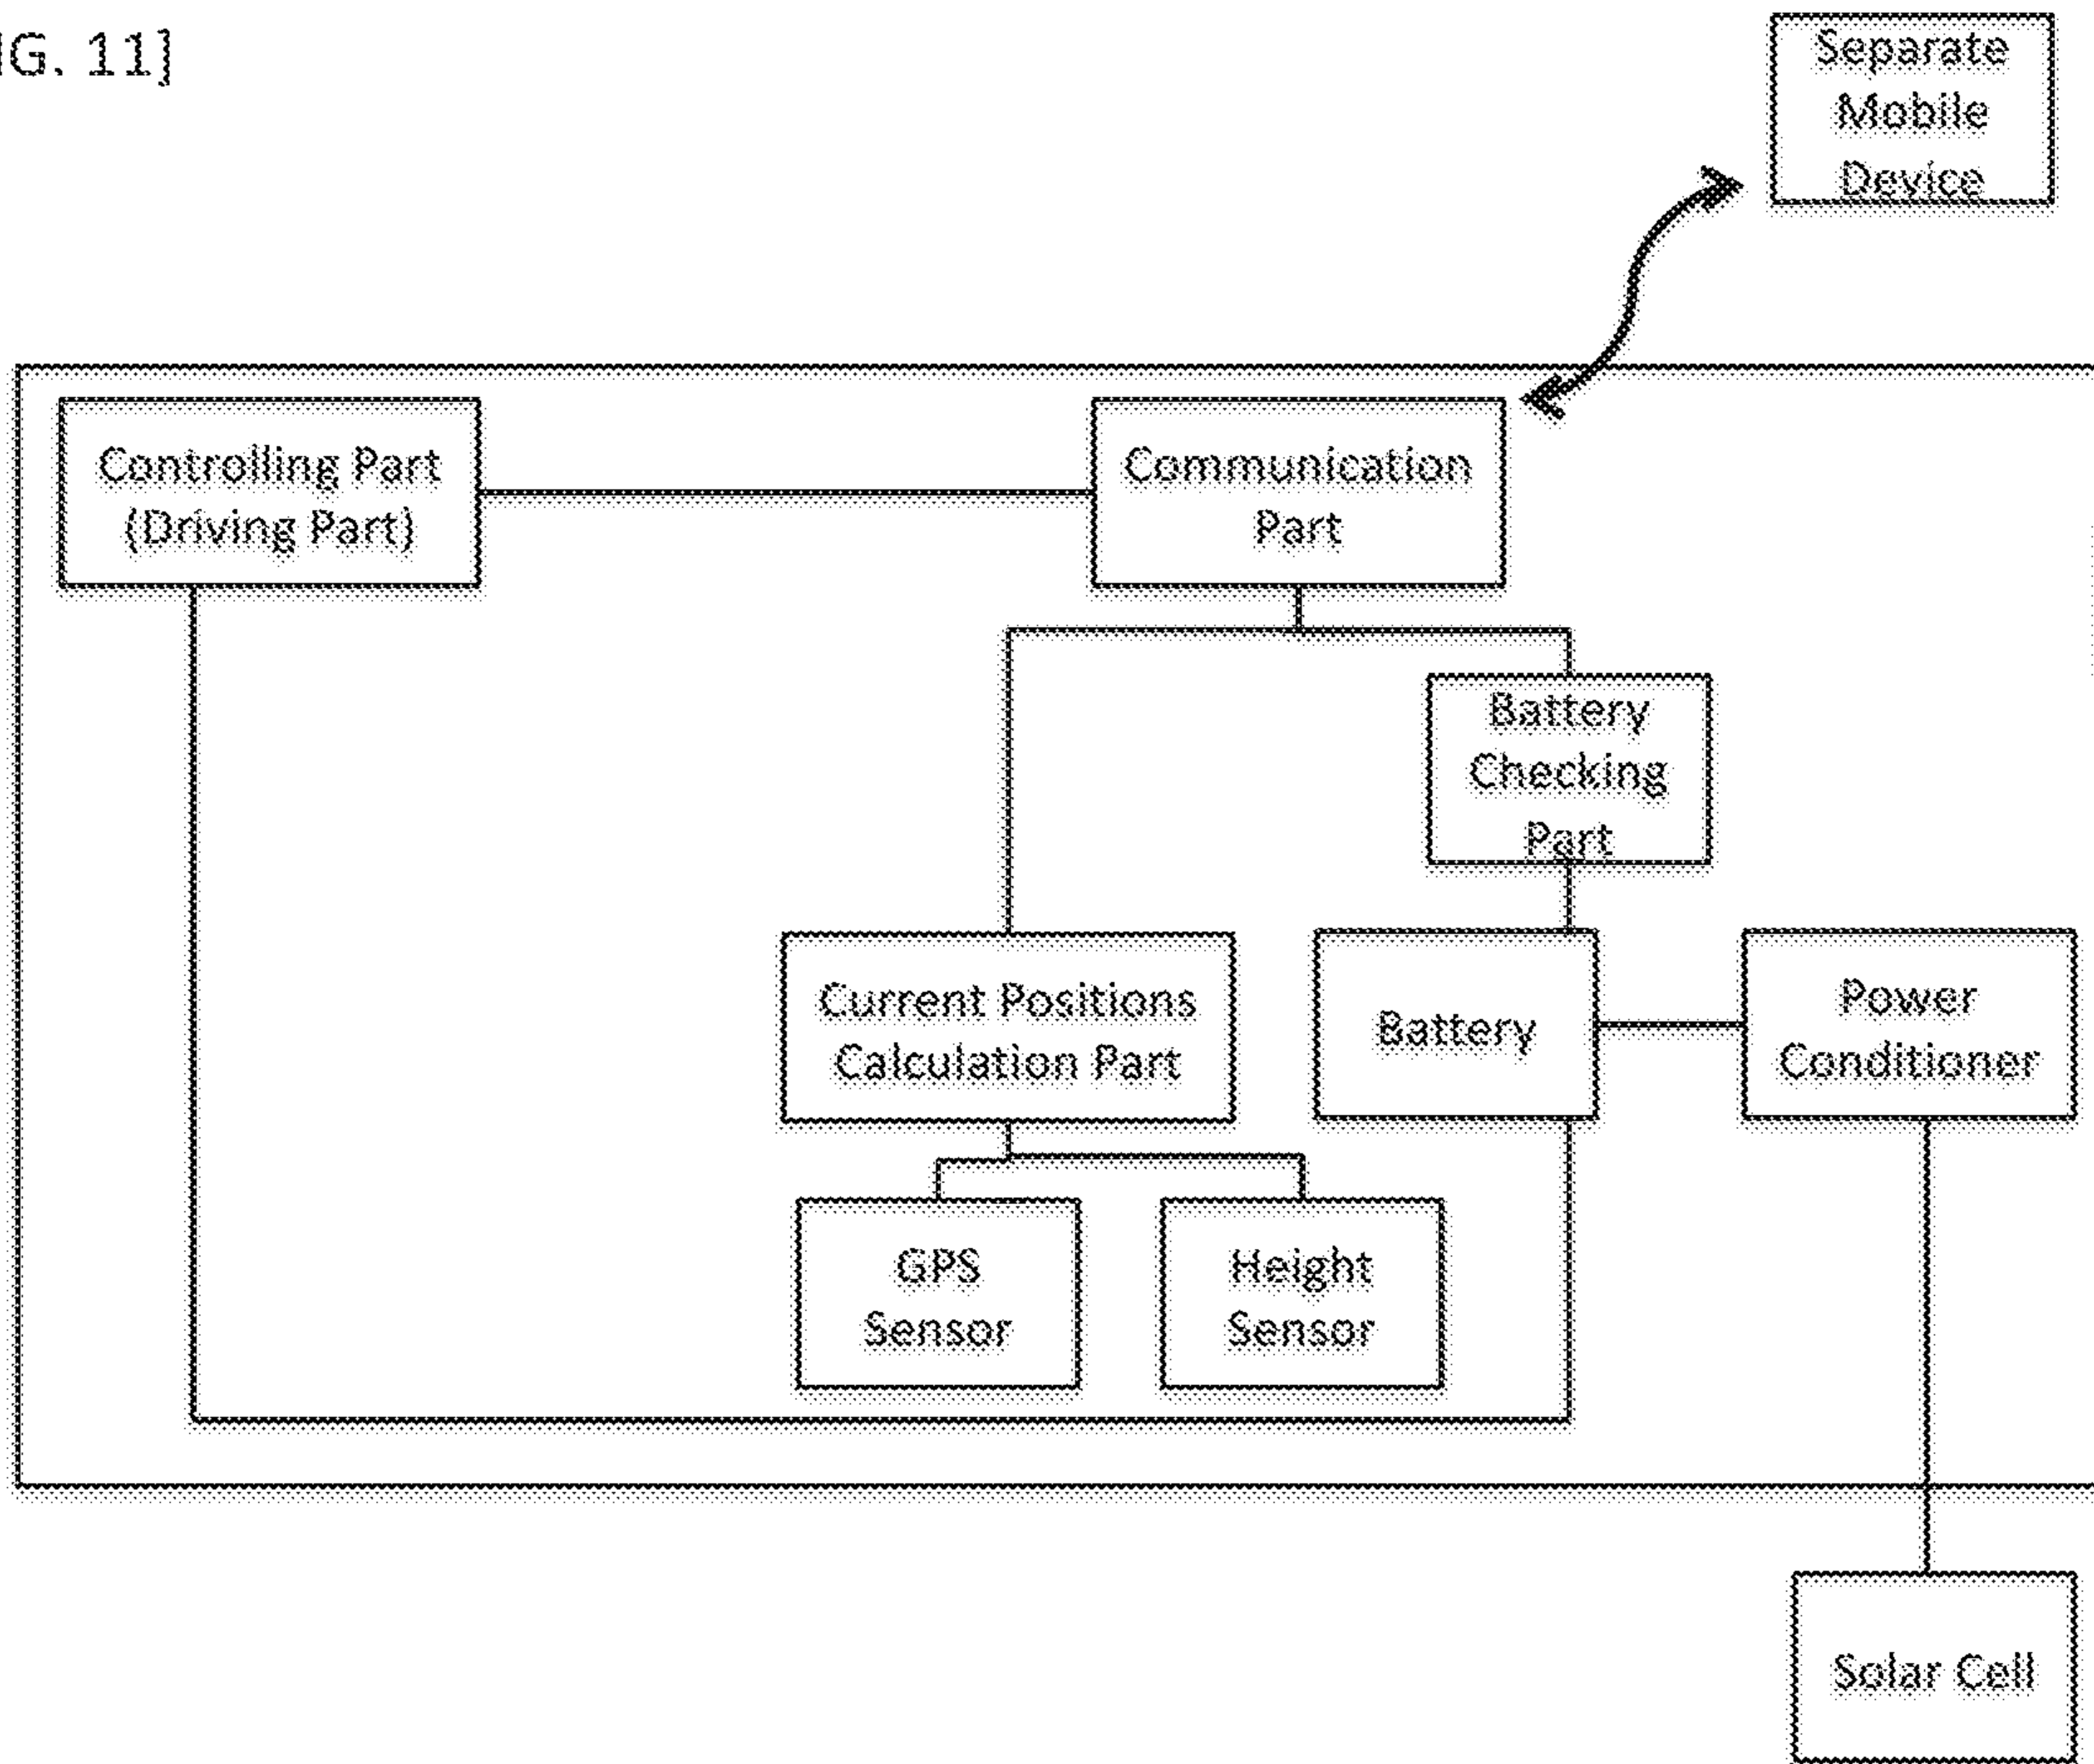 IG. 11]
Separate
Mobile
Device
Controlling Part
(Driving Part)
Communication
Part
Battery
Checking
Part
Current Positions
Calculation Part
Battery
Power
Conditioner
GPS
Sensor
Height
Sensor
Solar Cell